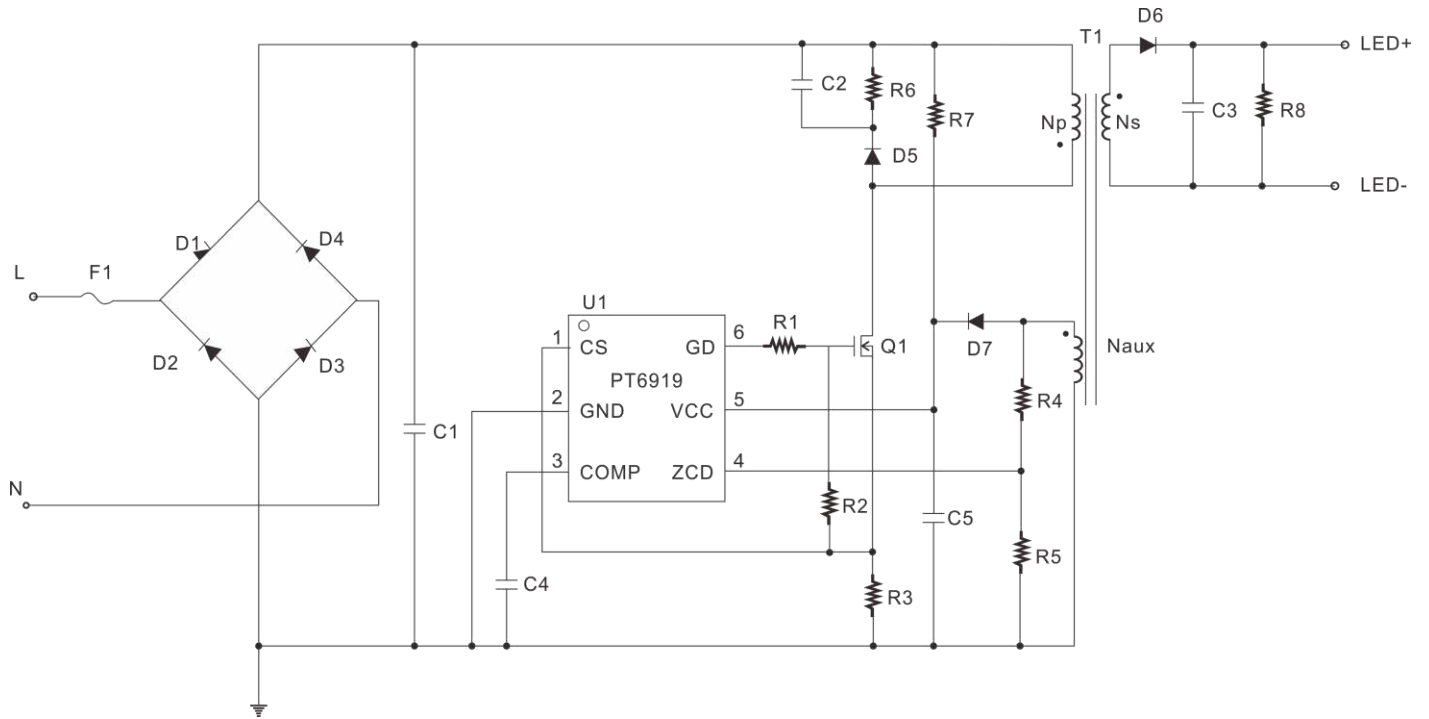 D6
T1
LED+
C2
R6
R7
Np
Ns
C3
R8
D5
LED-
D1
D4
L
F1
U1
R1
1
CS
GD
6
Q1
D7
Naux
D2
D3
PT6919
2
GND
VCC
5
R4
C1
3
COMP
ZCD
4
N
R2
C5
R5
C4
R3